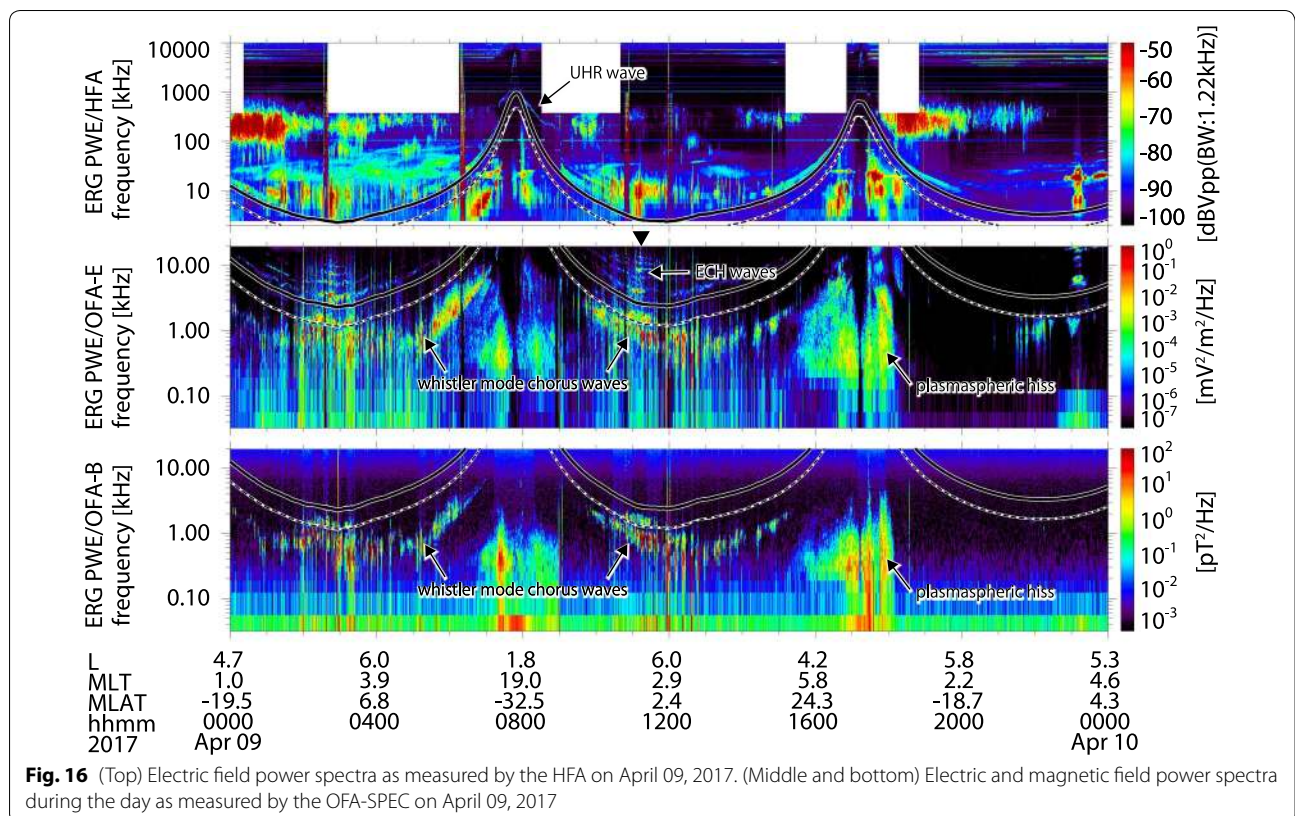 ERG PWE/HFA
frequency [kHz]
10000
1000
100
10
UHR wave
-50
-60
-70
-80
-90
-100
[dBVpp(BW:1.22kHz)]
ERG PWE/OFA-E
frequency [kHz]
10.00
1.00
0.10
ECH waves
whistler mode chorus waves
plasmaspheric hiss
10^0
10^-1
10^-2
10^-3
10^-4
10^-5
10^-6
10^-7
[mV^2/m^2/Hz]
ERG PWE/OFA-B
frequency [kHz]
10.00
1.00
0.10
whistler mode chorus waves
plasmaspheric hiss
10^2
10^1
10^0
10^-1
10^-2
10^-3
[pT^2/Hz]
L 4.7 6.0 1.8 6.0 4.2 5.8 5.3
MLT 1.0 3.9 19.0 2.9 5.8 2.2 4.6
MLAT -19.5 6.8 -32.5 2.4 24.3 -18.7 4.3
hhmm 0000 0400 0800 1200 1600 2000 0000
2017 Apr 09 Apr 10
Fig. 16 (Top) Electric field power spectra as measured by the HFA on April 09, 2017. (Middle and bottom) Electric and magnetic field power spectra
during the day as measured by the OFA-SPEC on April 09, 2017